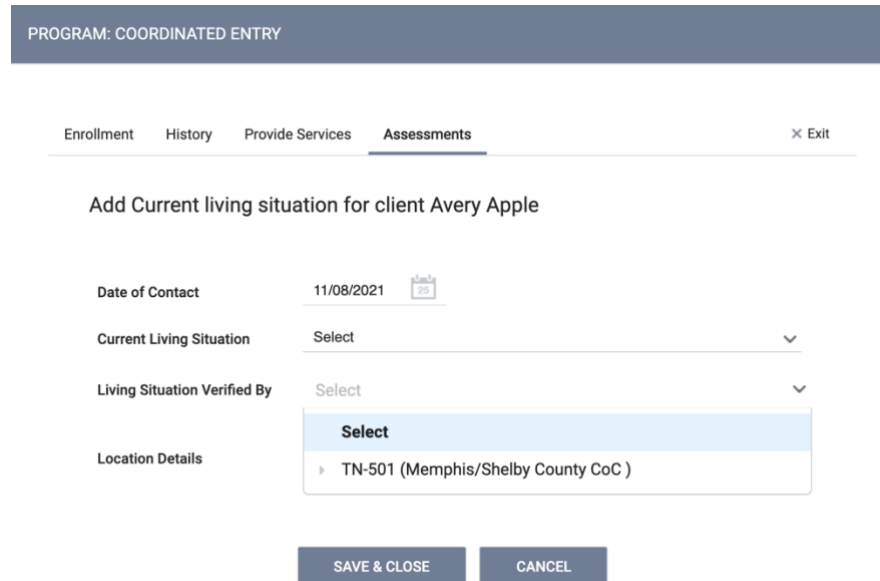 PROGRAM: COORDINATED ENTRY
Enrollment History Provide Services Assessments × Exit
Add Current living situation for client Avery Apple
Date of Contact 11/08/2021 25
Current Living Situation Select
Living Situation Verified By Select
Select
Location Details
TN-501 (Memphis/Shelby County CoC )
SAVE & CLOSE CANCEL